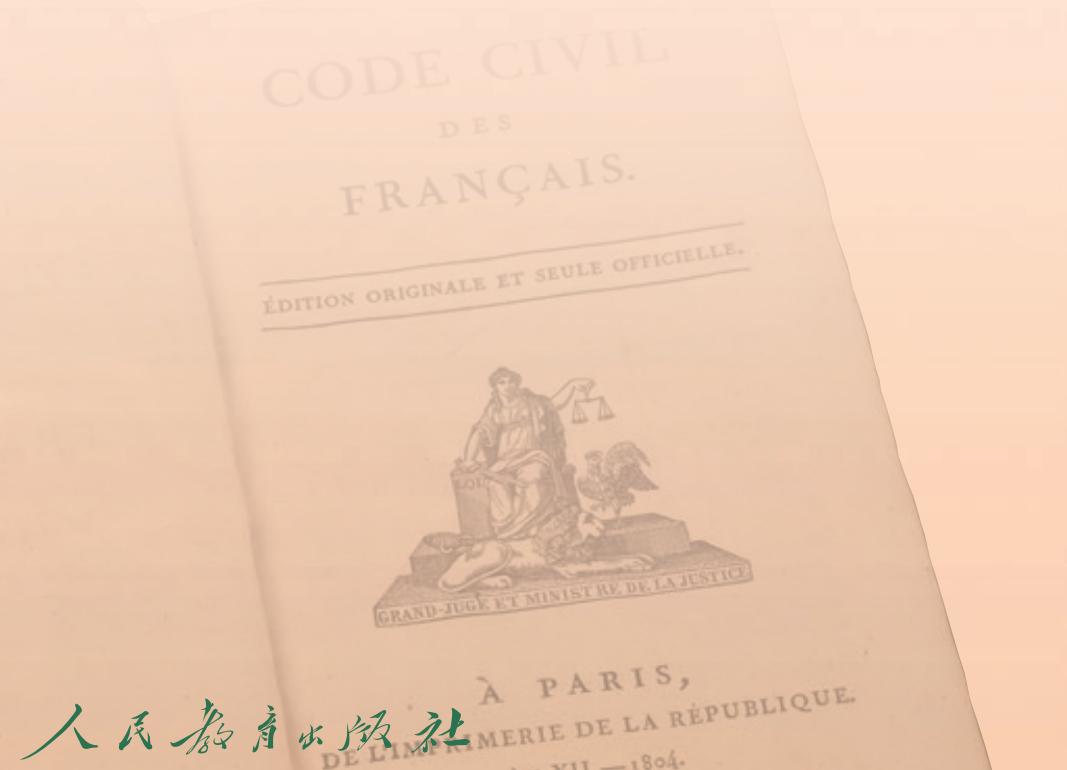 CODE CIVIL
DES
FRANÇAIS.
ÉDITION ORIGINALE ET SEULE OFFICIELLE.
LOI
GRAND-JUGE ET MINISTRE DE LA JUSTICE
À PARIS,
DE L'IMPRIMERIE DE LA RÉPUBLIQUE.
XII.—1804.
人民教育出版社